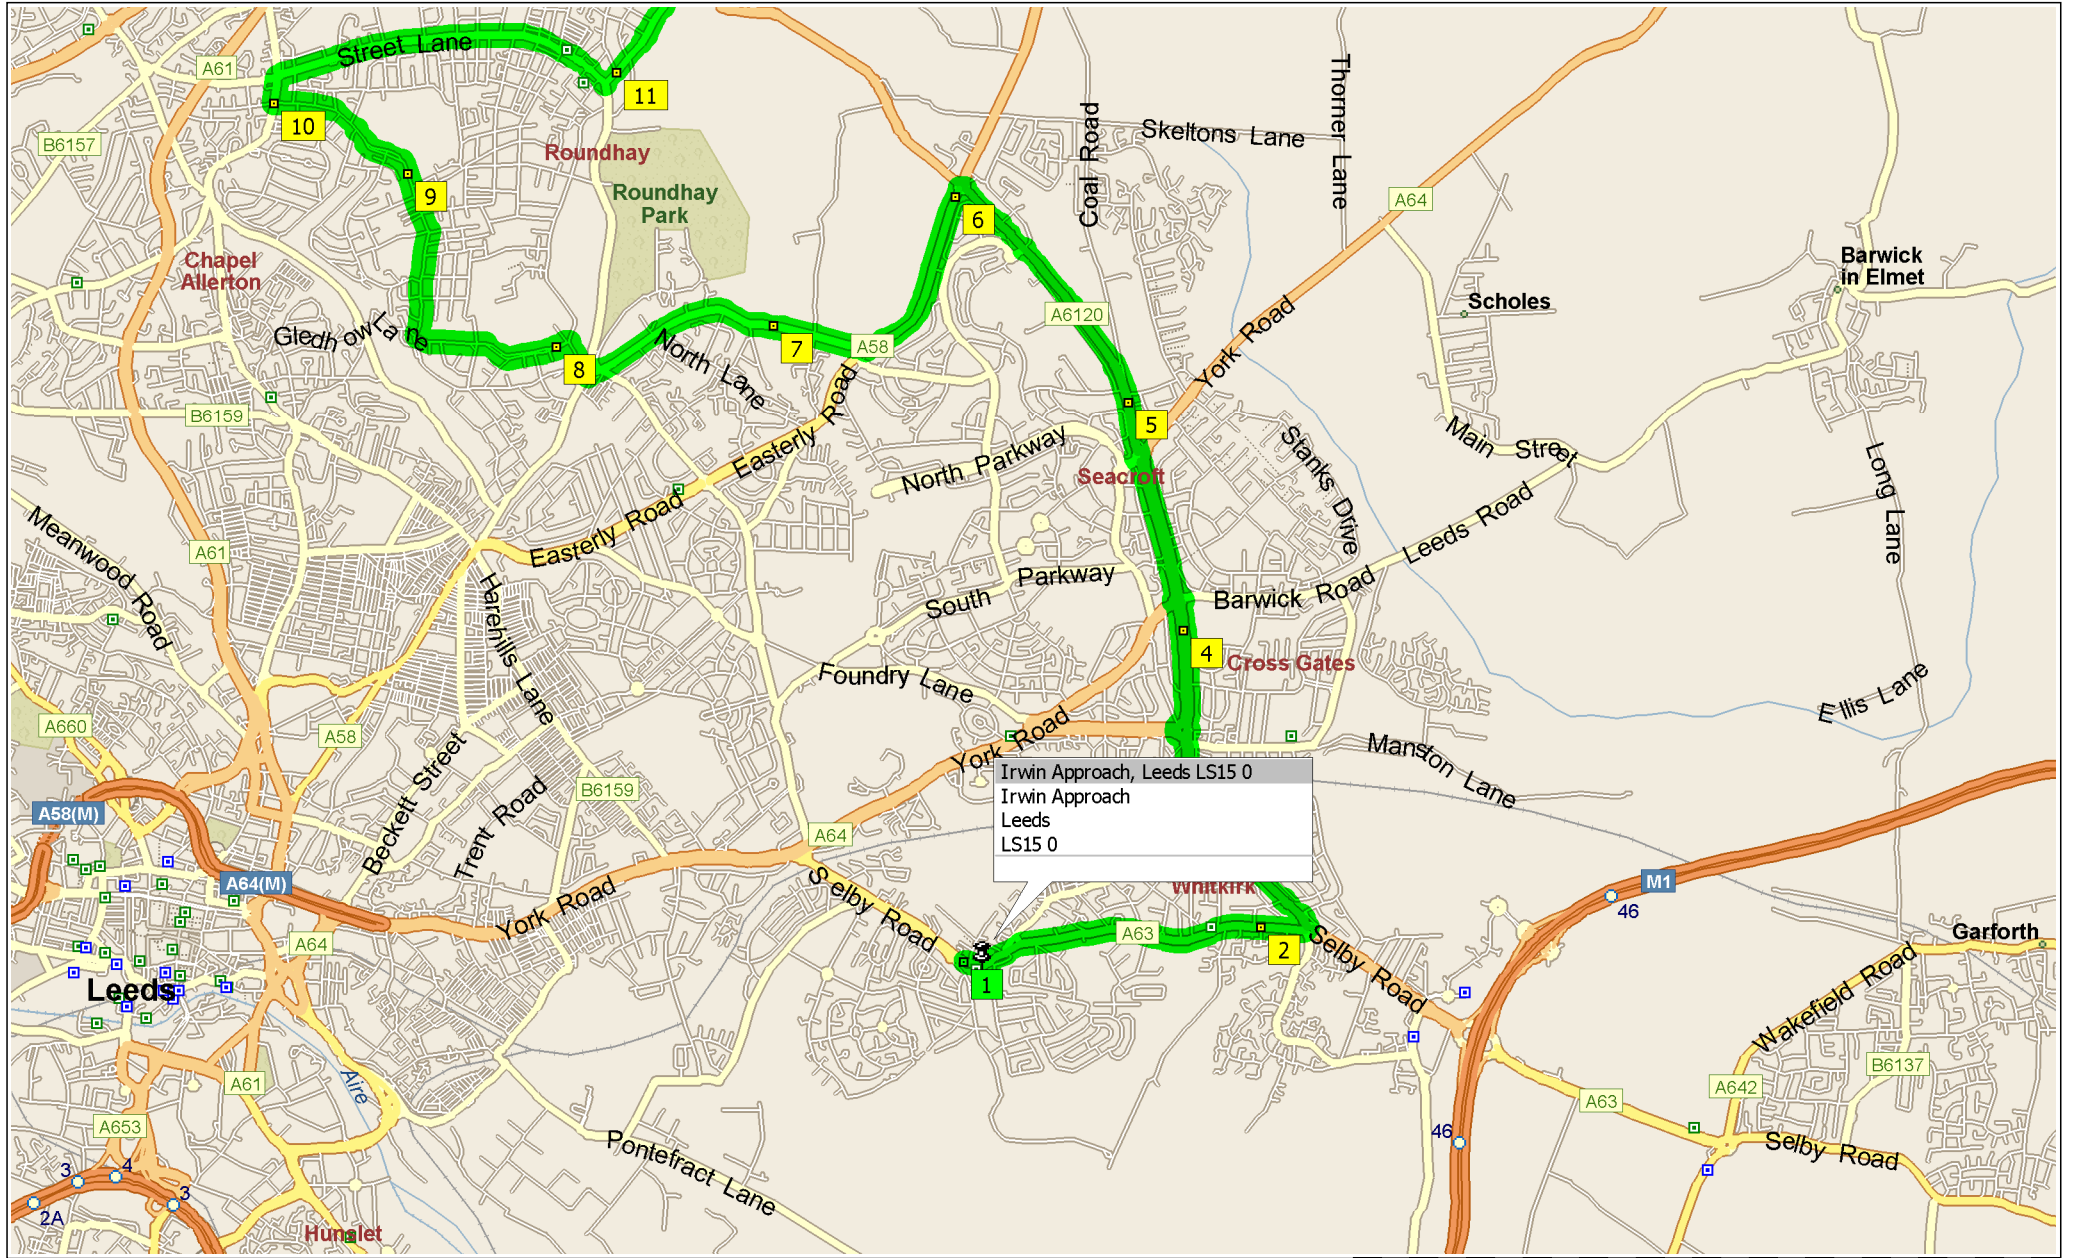 Street Lane
A61
11
10
B6157
Roundhay
Roundhay
Park
9
6
Coal Road
Skeltons Lane
Thorner Lane
A64
Chapel
Allerton
Barwick
in Elmet
Scholes
A6120
York Road
Gledhow Lane
8
North Lane
7
A58
B6159
Easterly Road
5
North Parkway
Seacroft
Stanks Drive
Main Street
Long Lane
Leeds Road
Meanwood Road
A61
Easterly Road
Harehills Lane
South Parkway
Barwick Road
4
Cross Gates
Foundry Lane
Ellis Lane
A660
A58
York Road
Manston Lane
Beckett Street
Trent Road
B6159
Irwin Approach, Leeds LS15 0
Irwin Approach
Leeds
LS15 0
A58(M)
A64
A64(M)
Selby Road
Whitkirk
M1
46
York Road
A64
A63
2
Selby Road
Garforth
1
Leeds
Wakefield Road
A61
Aire
A63
A642
B6137
A653
46
Pontefract Lane
Selby Road
3
4
3
2A
Hunslet